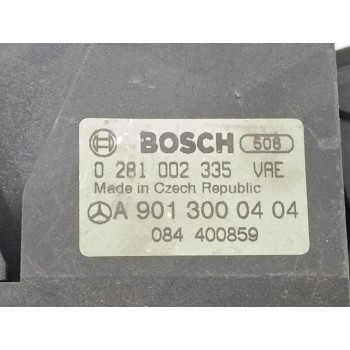 BOSCH 506
0 281 002 335 VAE
Made in Czech Republic
A 901 300 04 04
084 400859